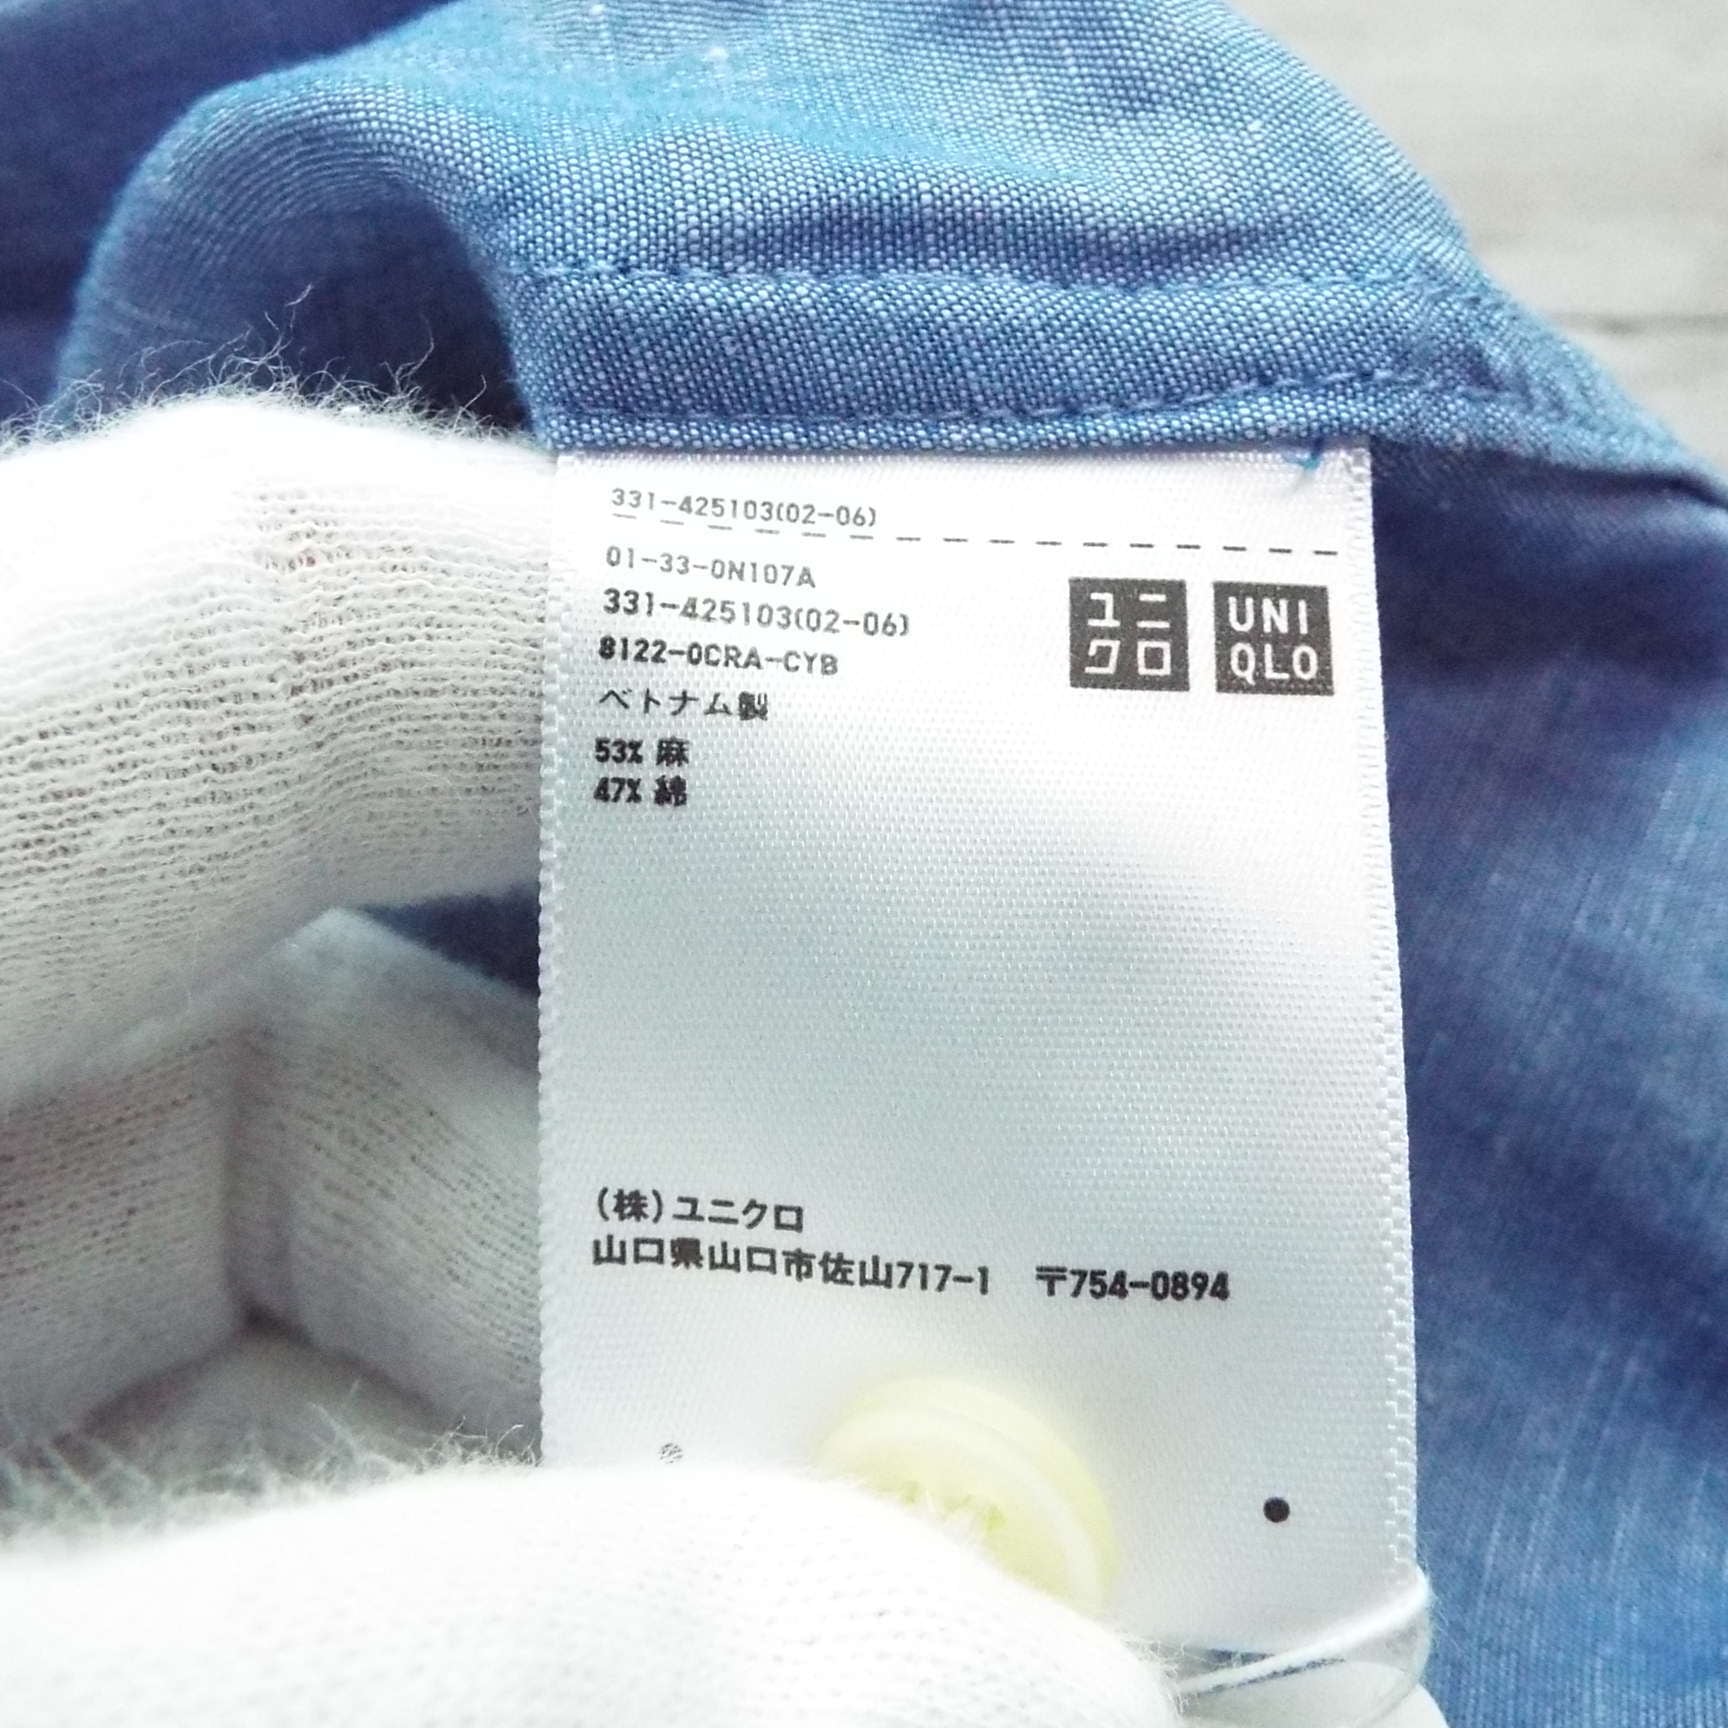 331-425103(02-06)
01-33-0N107A
331-425103(02-06)
8122-0CRA-CYB
ベトナム製
53% 麻
47% 綿
ユニ
クロ
UNI
QLO
(株)ユニクロ
山口県山口市佐山717-1 〒754-0894